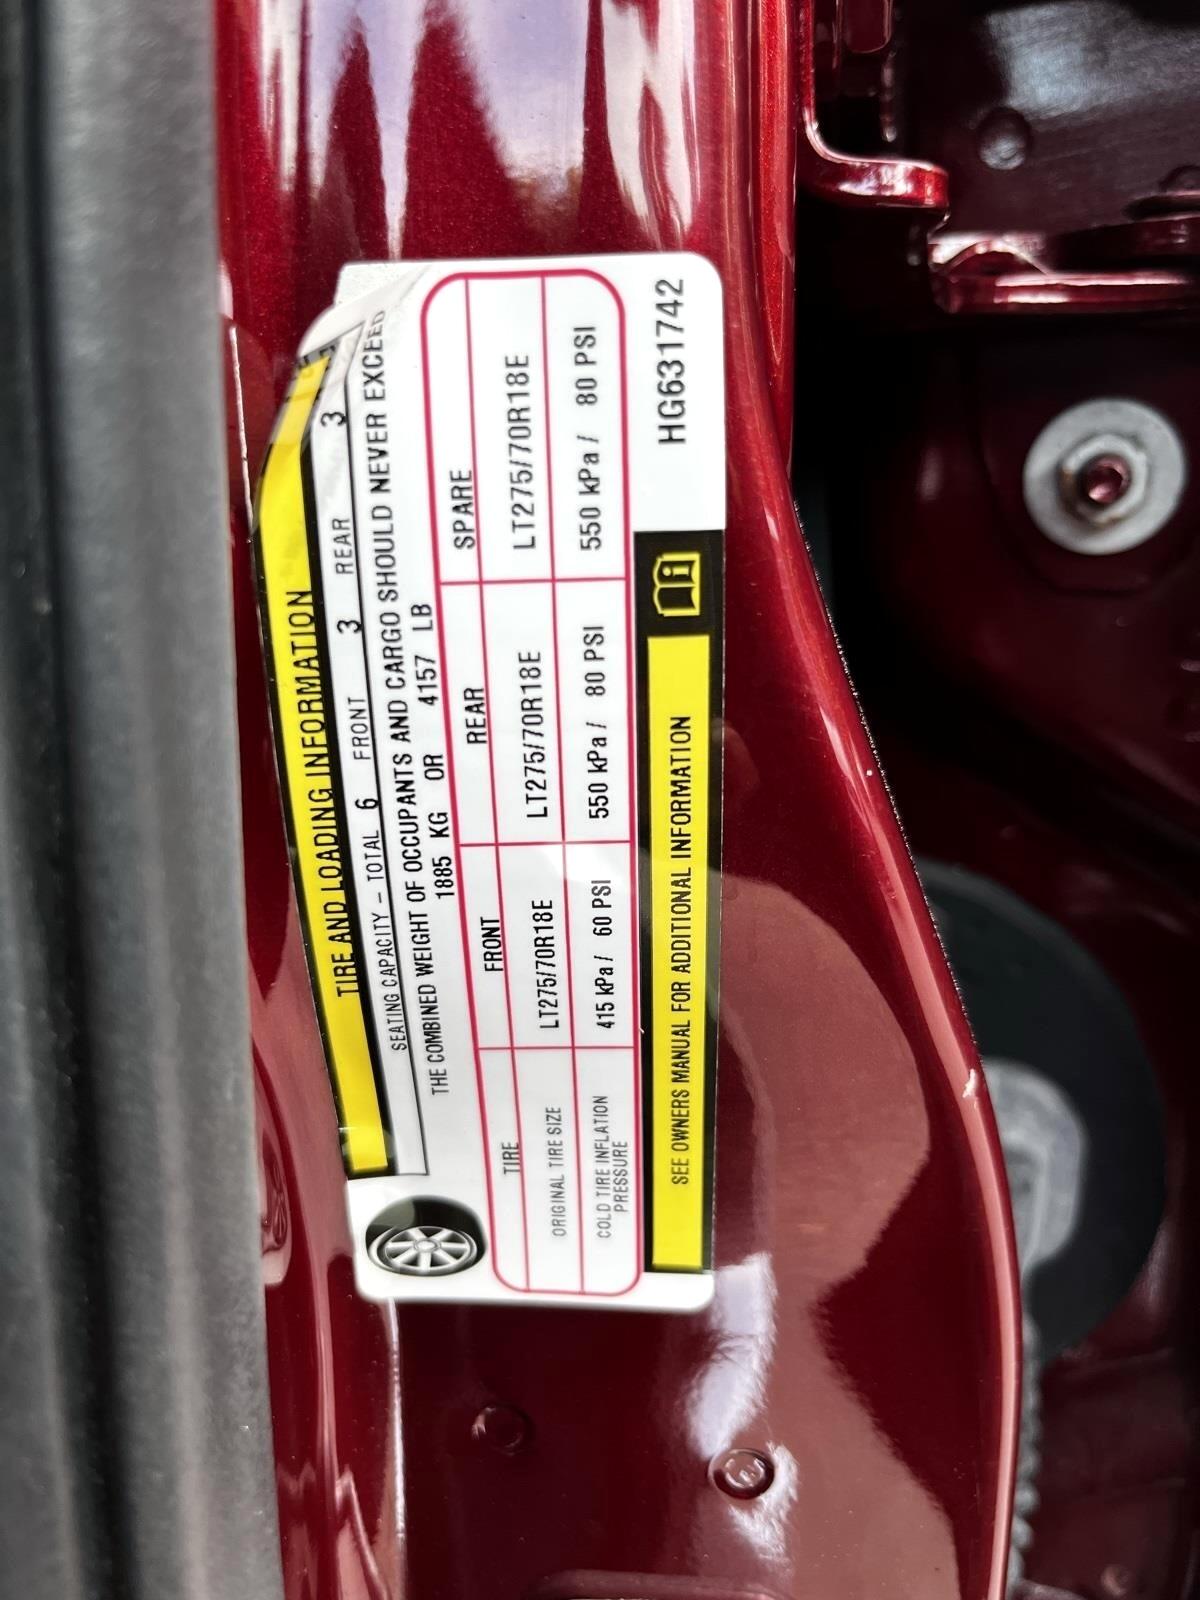 TIRE AND LOADING INFORMATION
SEATING CAPACITY – TOTAL 6 FRONT 3 REAR 3
THE COMBINED WEIGHT OF OCCUPANTS AND CARGO SHOULD NEVER EXCEED
1885 KG OR 4157 LB
TIRE FRONT REAR SPARE
ORIGINAL TIRE SIZE LT275/70R18E LT275/70R18E LT275/70R18E
COLD TIRE INFLATION
PRESSURE 415 kPa / 60 PSI 550 kPa / 80 PSI 550 kPa / 80 PSI
SEE OWNERS MANUAL FOR ADDITIONAL INFORMATION
HG631742